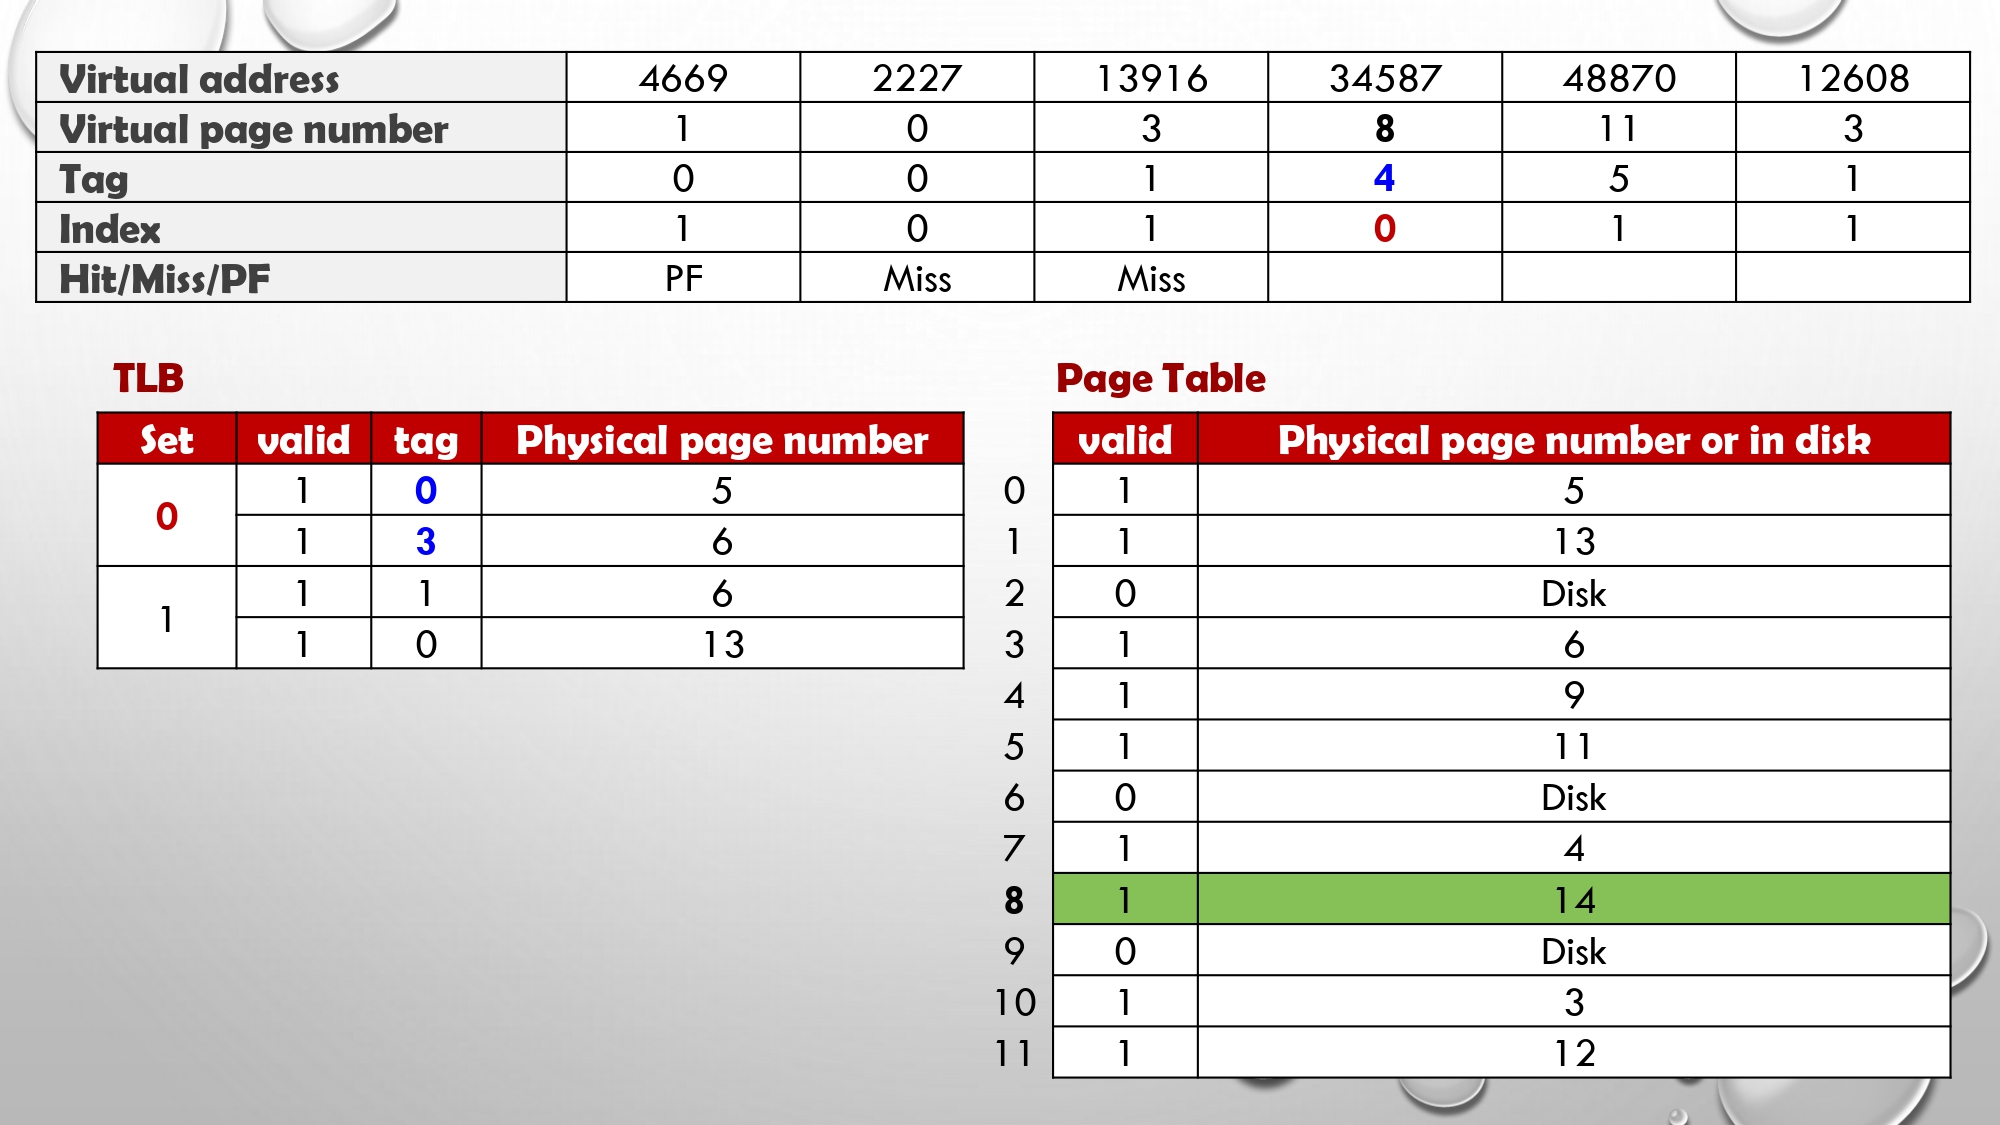 Virtual address 4669 2227 13916 34587 48870 12608
Virtual page number 1 0 3 8 11 3
Tag 0 0 1 4 5 1
Index 1 0 1 0 1 1
Hit/Miss/PF PF Miss Miss
TLB
Set valid tag Physical page number
0 1 0 5
1 3 6
1 1 1 6
1 0 13
Page Table
valid Physical page number or in disk
0 1 5
1 1 13
2 0 Disk
3 1 6
4 1 9
5 1 11
6 0 Disk
7 1 4
8 1 14
9 0 Disk
10 1 3
11 1 12